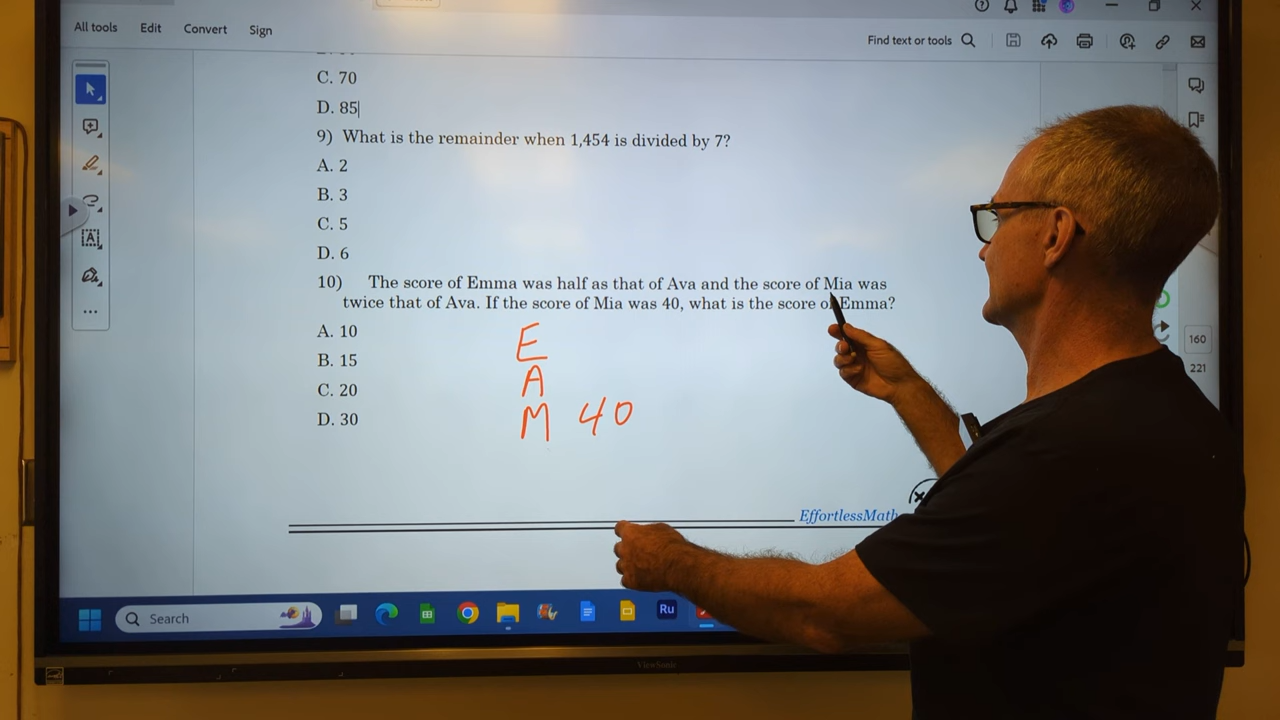 All tools Edit Convert Sign
Find text or tools
C. 70
D. 85
9) What is the remainder when 1,454 is divided by 7?
A. 2
B. 3
C. 5
D. 6
10) The score of Emma was half as that of Ava and the score of Mia was
twice that of Ava. If the score of Mia was 40, what is the score of Emma?
A. 10
B. 15
C. 20
D. 30
E
A
M 40
160
221
EffortlessMath
Search
Ru
ViewSonic